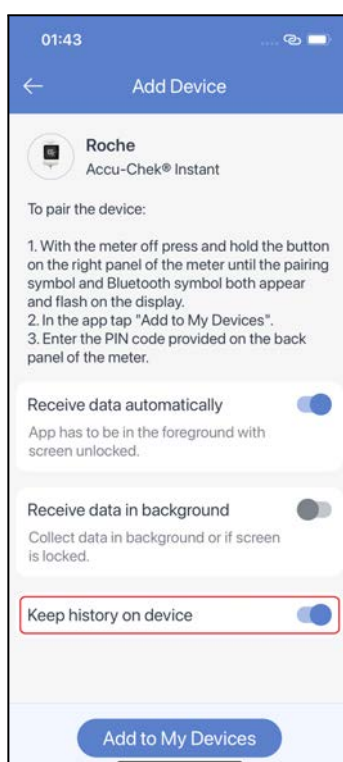 01:43
Add Device
Roche
Accu-Chek® Instant
To pair the device:
1. With the meter off press and hold the button
on the right panel of the meter until the pairing
symbol and Bluetooth symbol both appear
and flash on the display.
2. In the app tap "Add to My Devices".
3. Enter the PIN code provided on the back
panel of the meter.
Receive data automatically
App has to be in the foreground with
screen unlocked.
Receive data in background
Collect data in background or if screen
is locked.
Keep history on device
Add to My Devices